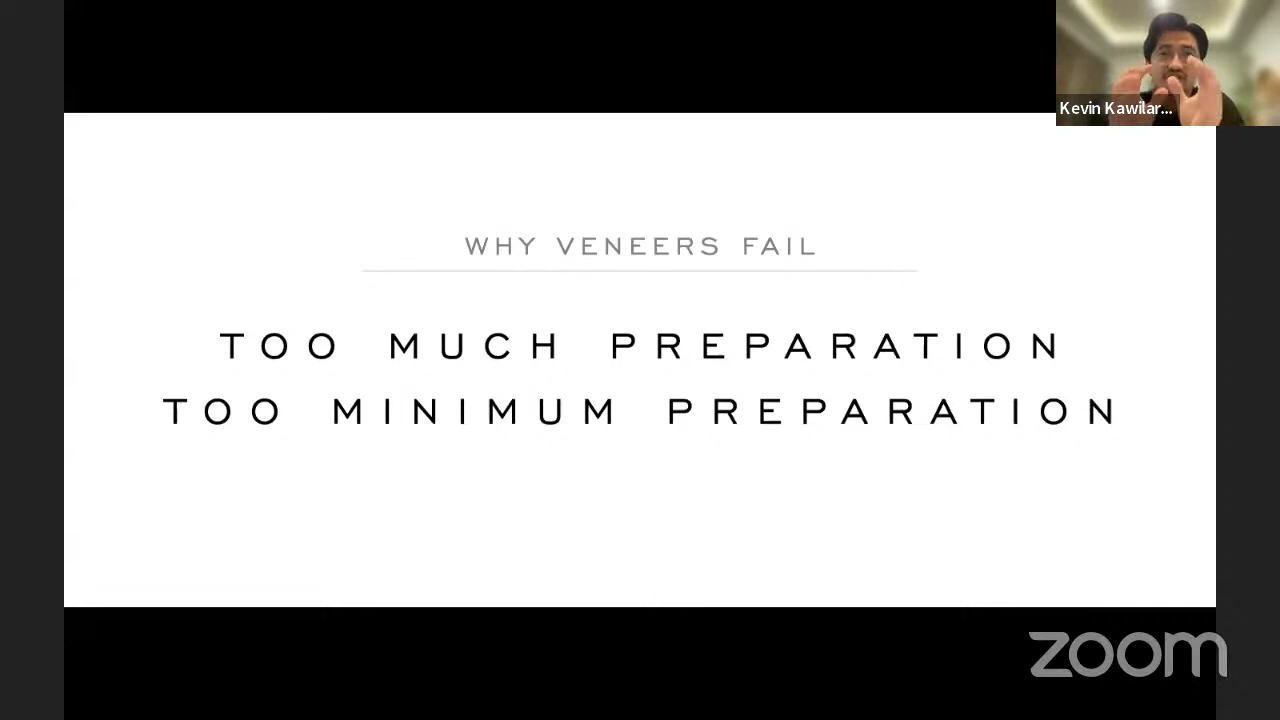 Kevin Kawilar...
WHY VENEERS FAIL
TOO MUCH PREPARATION
TOO MINIMUM PREPARATION
zoom